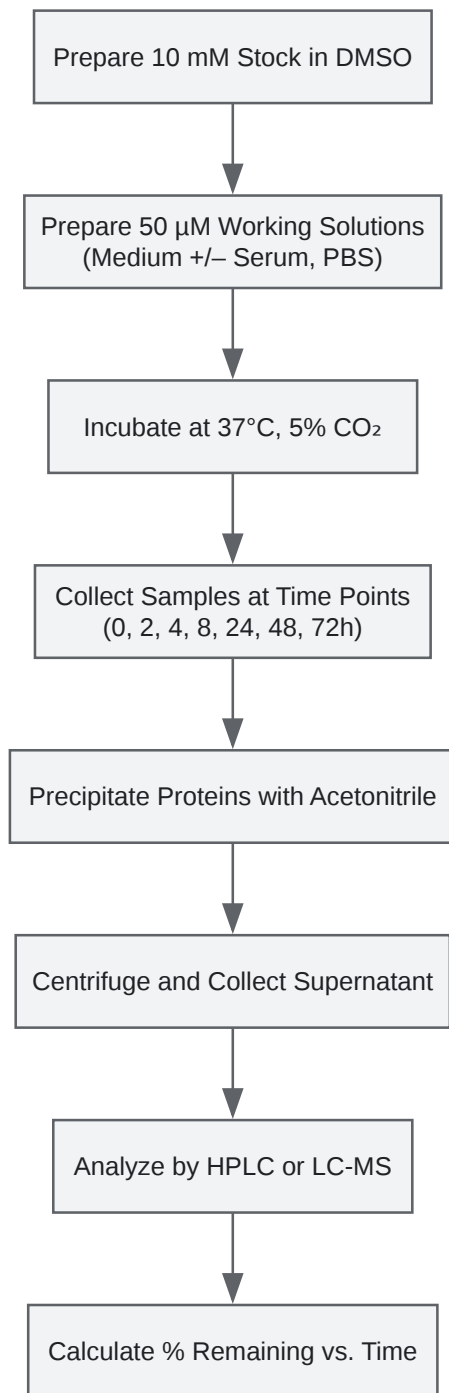 Prepare 10 mM Stock in DMSO
Prepare 50 µM Working Solutions
(Medium +/– Serum, PBS)
Incubate at 37°C, 5% CO₂
Collect Samples at Time Points
(0, 2, 4, 8, 24, 48, 72h)
Precipitate Proteins with Acetonitrile
Centrifuge and Collect Supernatant
Analyze by HPLC or LC-MS
Calculate % Remaining vs. Time